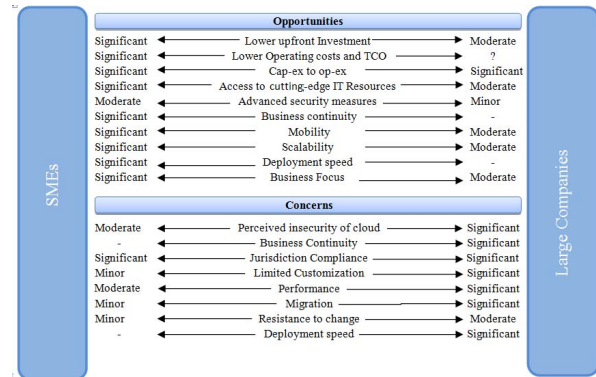 Opportunities
Significant Lower upfront Investment Moderate
Significant Lower Operating costs and TCO ?
Significant Cap-ex to op-ex Significant
Significant Access to cutting-edge IT Resources Moderate
Moderate Advanced security measures Minor
Significant Business continuity -
Significant Mobility Moderate
Significant Scalability Moderate
Significant Deployment speed -
Significant Business Focus Moderate
SMEs
Large Companies
Concerns
Moderate Perceived insecurity of cloud Significant
- Business Continuity Significant
Significant Jurisdiction Compliance Significant
Minor Limited Customization Significant
Moderate Performance Significant
Minor Migration Significant
Minor Resistance to change Moderate
- Deployment speed Significant